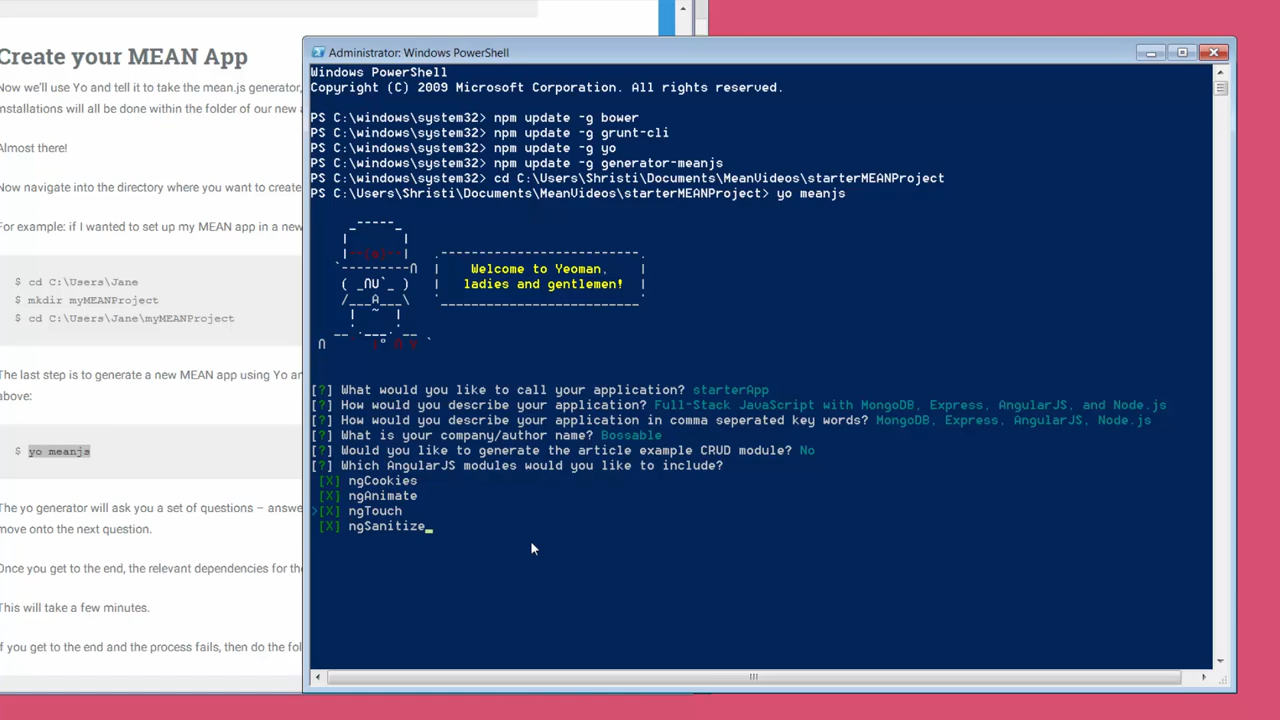 Create your MEAN App
Now we'll use Yo and tell it to take the mean.js generator,
installations will all be done within the folder of our new
Almost there!
Now navigate into the directory where you want to create
For example: if I wanted to set up my MEAN app in a new
$ cd C:\Users\Jane
$ mkdir myMEANProject
$ cd C:\Users\Jane\myMEANProject
The last step is to generate a new MEAN app using Yo
above:
$ yo meanjs
The yo generator will ask you a set of questions –
move onto the next question.
Once you get to the end, the relevant dependencies for
This will take a few minutes.
If you get to the end and the process fails, then do the
Administrator: Windows PowerShell
Windows PowerShell
Copyright (C) 2009 Microsoft Corporation. All rights reserved.
PS C:\windows\system32> npm update -g bower
PS C:\windows\system32> npm update -g grunt-cli
PS C:\windows\system32> npm update -g yo
PS C:\windows\system32> npm update -g generator-meanjs
PS C:\windows\system32> cd C:\Users\Shristi\Documents\MeanVideos\starterMEANProject
PS C:\Users\Shristi\Documents\MeanVideos\starterMEANProject> yo meanjs
Welcome to Yeoman,
ladies and gentlemen!
[?] What would you like to call your application? starterApp
[?] How would you describe your application? Full-Stack JavaScript with MongoDB, Express, AngularJS, and Node.js
[?] How would you describe your application in comma seperated key words? MongoDB, Express, AngularJS, Node.js
[?] What is your company/author name? Bossable
[?] Would you like to generate the article example CRUD module? No
[?] Which AngularJS modules would you like to include?
[X] ngCookies
[X] ngAnimate
>[X] ngTouch
[X] ngSanitize